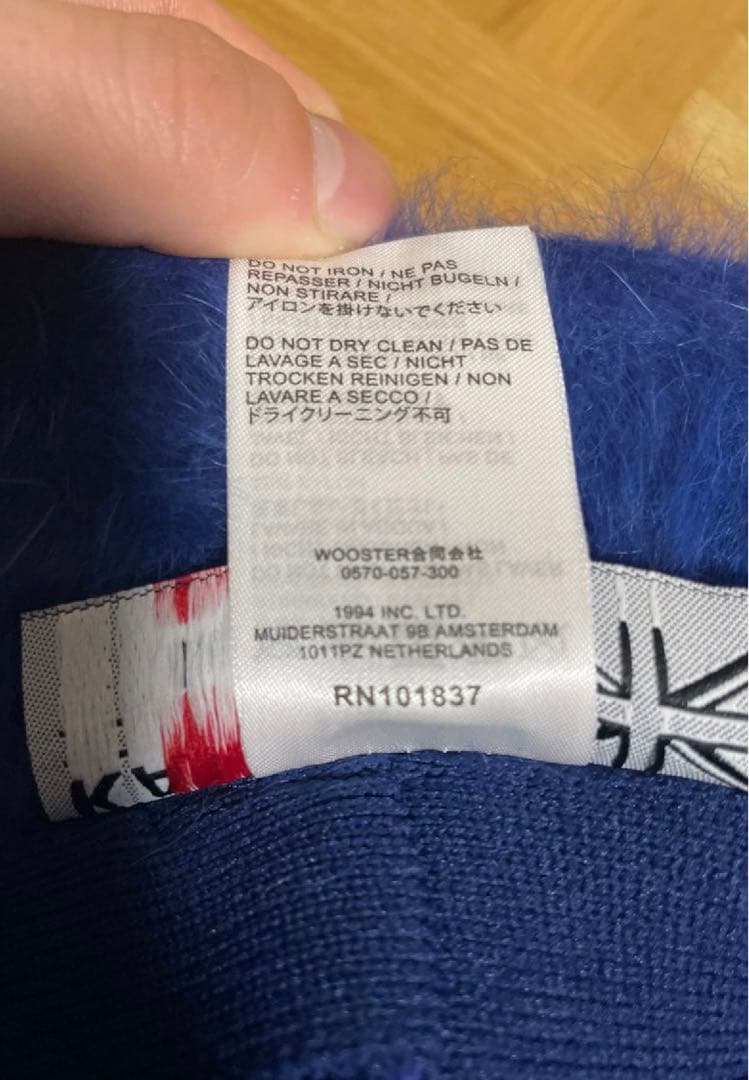 DO NOT IRON / NE PAS
REPASSER / NICHT BUGELN /
NON STIRARE /
アイロンを掛けないでください
DO NOT DRY CLEAN / PAS DE
LAVAGE A SEC / NICHT
TROCKEN REINIGEN / NON
LAVARE A SECCO /
ドライクリーニング不可
WOOSTER合同会社
0570-057-300
1994 INC. LTD.
MUIDERSTRAAT 9B AMSTERDAM
1011PZ NETHERLANDS
RN101837